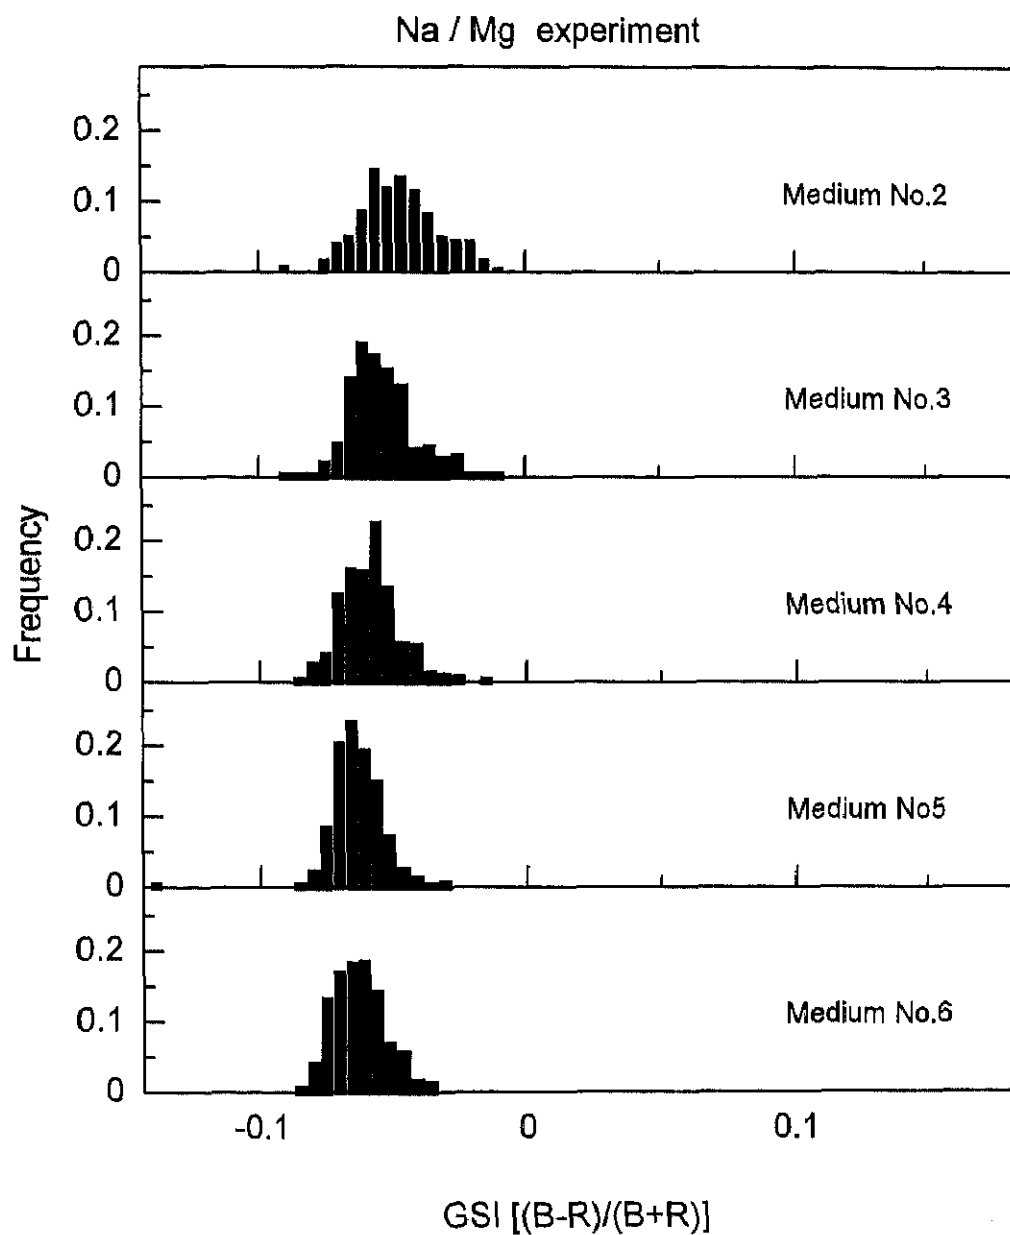 Na / Mg experiment
0.2
0.1
0
Medium No.2
0.2
0.1
0
Medium No.3
0.2
0.1
0
Medium No.4
0.2
0.1
0
Medium No5
0.2
0.1
0
Medium No.6
Frequency
-0.1
0
0.1
GSI [(B-R)/(B+R)]